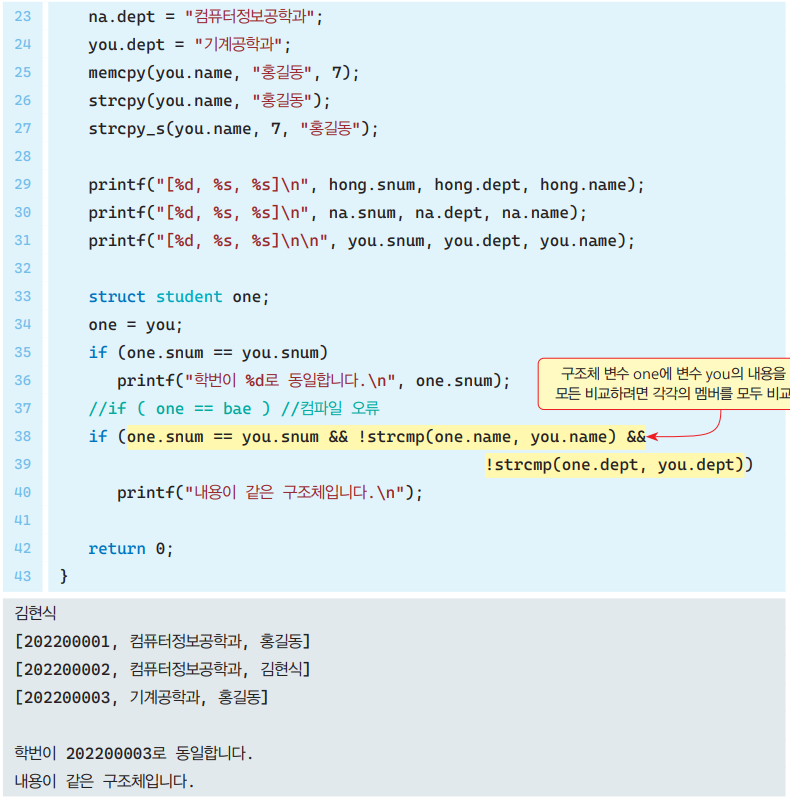 23 na.dept = "컴퓨터정보공학과";
24 you.dept = "기계공학과";
25 memcpy(you.name, "홍길동", 7);
26 strcpy(you.name, "홍길동");
27 strcpy_s(you.name, 7, "홍길동");
28
29 printf("[%d, %s, %s]\n", hong.snum, hong.dept, hong.name);
30 printf("[%d, %s, %s]\n", na.snum, na.dept, na.name);
31 printf("[%d, %s, %s]\n\n", you.snum, you.dept, you.name);
32
33 struct student one;
34 one = you;
35 if (one.snum == you.snum)
36 printf("학번이 %d로 동일합니다.\n", one.snum);
구조체 변수 one에 변수 you의 내용을
모든 비교하려면 각각의 멤버를 모두 비교
37 //if ( one == bae ) //컴파일 오류
38 if (one.snum == you.snum && !strcmp(one.name, you.name) &&
39 !strcmp(one.dept, you.dept))
40 printf("내용이 같은 구조체입니다.\n");
41
42 return 0;
43 }
김현식
[202200001, 컴퓨터정보공학과, 홍길동]
[202200002, 컴퓨터정보공학과, 김현식]
[202200003, 기계공학과, 홍길동]
학번이 202200003로 동일합니다.
내용이 같은 구조체입니다.